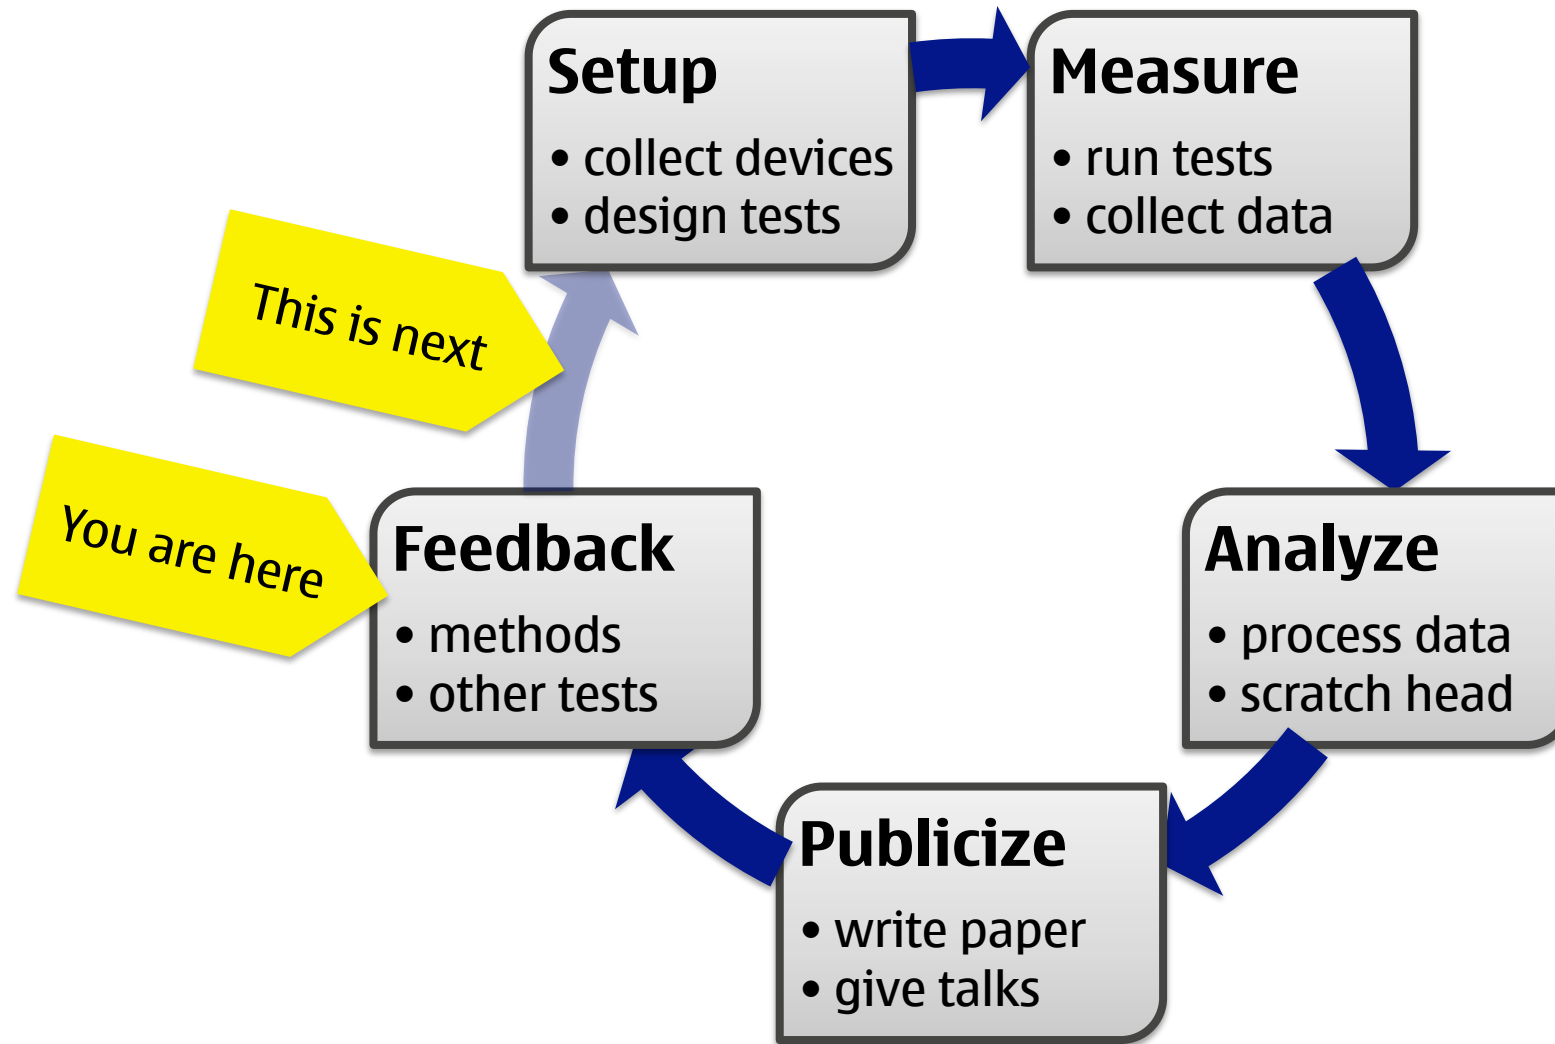 Setup
• collect devices
• design tests
Measure
• run tests
• collect data
This is next
You are here
Feedback
• methods
• other tests
Analyze
• process data
• scratch head
Publicize
• write paper
• give talks